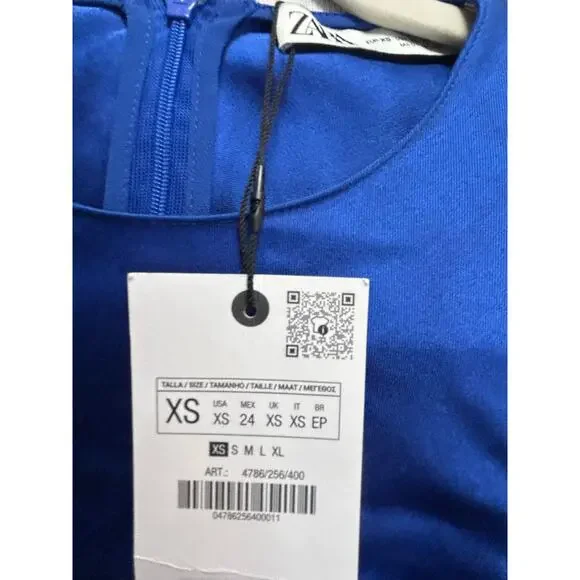 ZARA
TALLA / SIZE / TAMANHO / TAILLE / MAAT / ΜΕΓΕΘΟΣ
XS
USA MEX UK IT BR
XS 24 XS XS EP
XS S M L XL
ART.: 4786/256/400
04786256400011